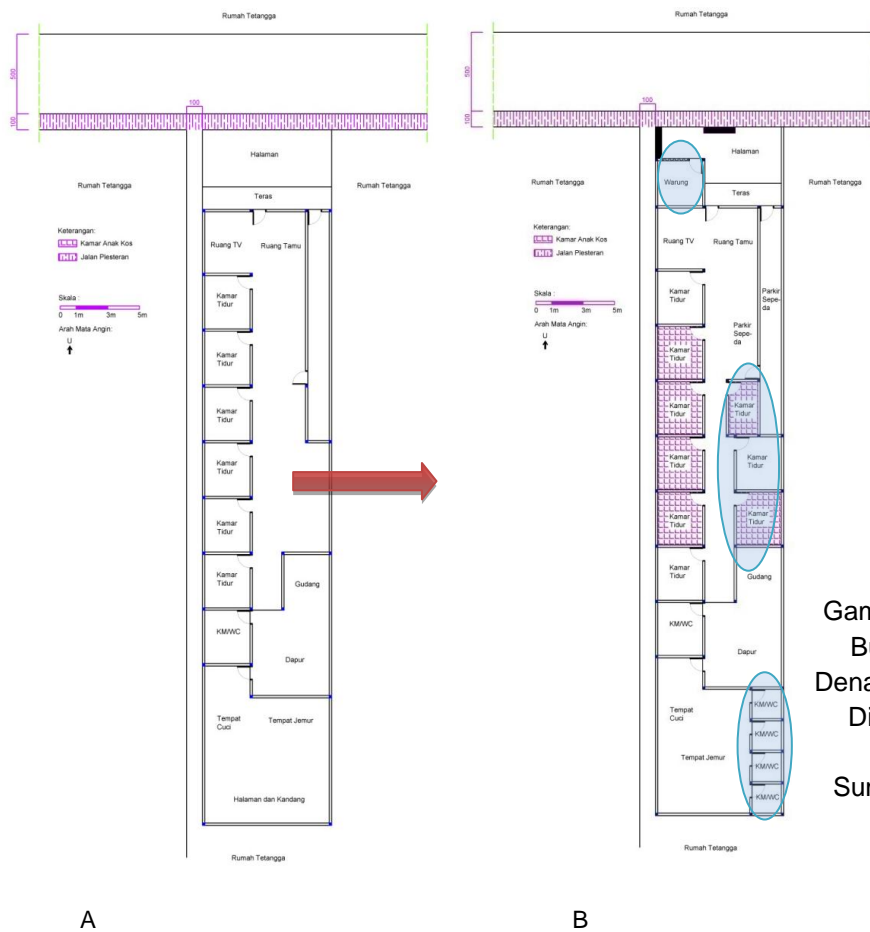 Rumah Tetangga
500
100
100
Halaman
Rumah Tetangga
Rumah Tetangga
Teras
Keterangan:
Kamar Anak Kos
Jalan Plesteran
Ruang TV
Ruang Tamu
Skala :
0 1m 3m 5m
Arah Mata Angin:
U
Kamar
Tidur
Kamar
Tidur
Kamar
Tidur
Kamar
Tidur
Kamar
Tidur
Kamar
Tidur
Gudang
KM/WC
Dapur
Tempat
Cuci
Tempat Jemur
Halaman dan Kandang
Rumah Tetangga
A
Rumah Tetangga
500
100
100
Halaman
Rumah Tetangga
Warung
Rumah Tetangga
Teras
Keterangan:
Kamar Anak Kos
Jalan Plesteran
Ruang TV
Ruang Tamu
Skala :
0 1m 3m 5m
Arah Mata Angin:
U
Kamar
Tidur
Parkir
Sepe-
da
Parkir
Sepe-
da
Kamar
Tidur
Kamar
Tidur
Kamar
Tidur
Kamar
Tidur
Kamar
Tidur
Kamar
Tidur
Kamar
Tidur
Kamar
Tidur
Gudang
KM/WC
Dapur
Tempat
Cuci
Tempat Jemur
KM/WC
KM/WC
KM/WC
KM/WC
Rumah Tetangga
B
Gam
Bu
Dena
Di
Sur